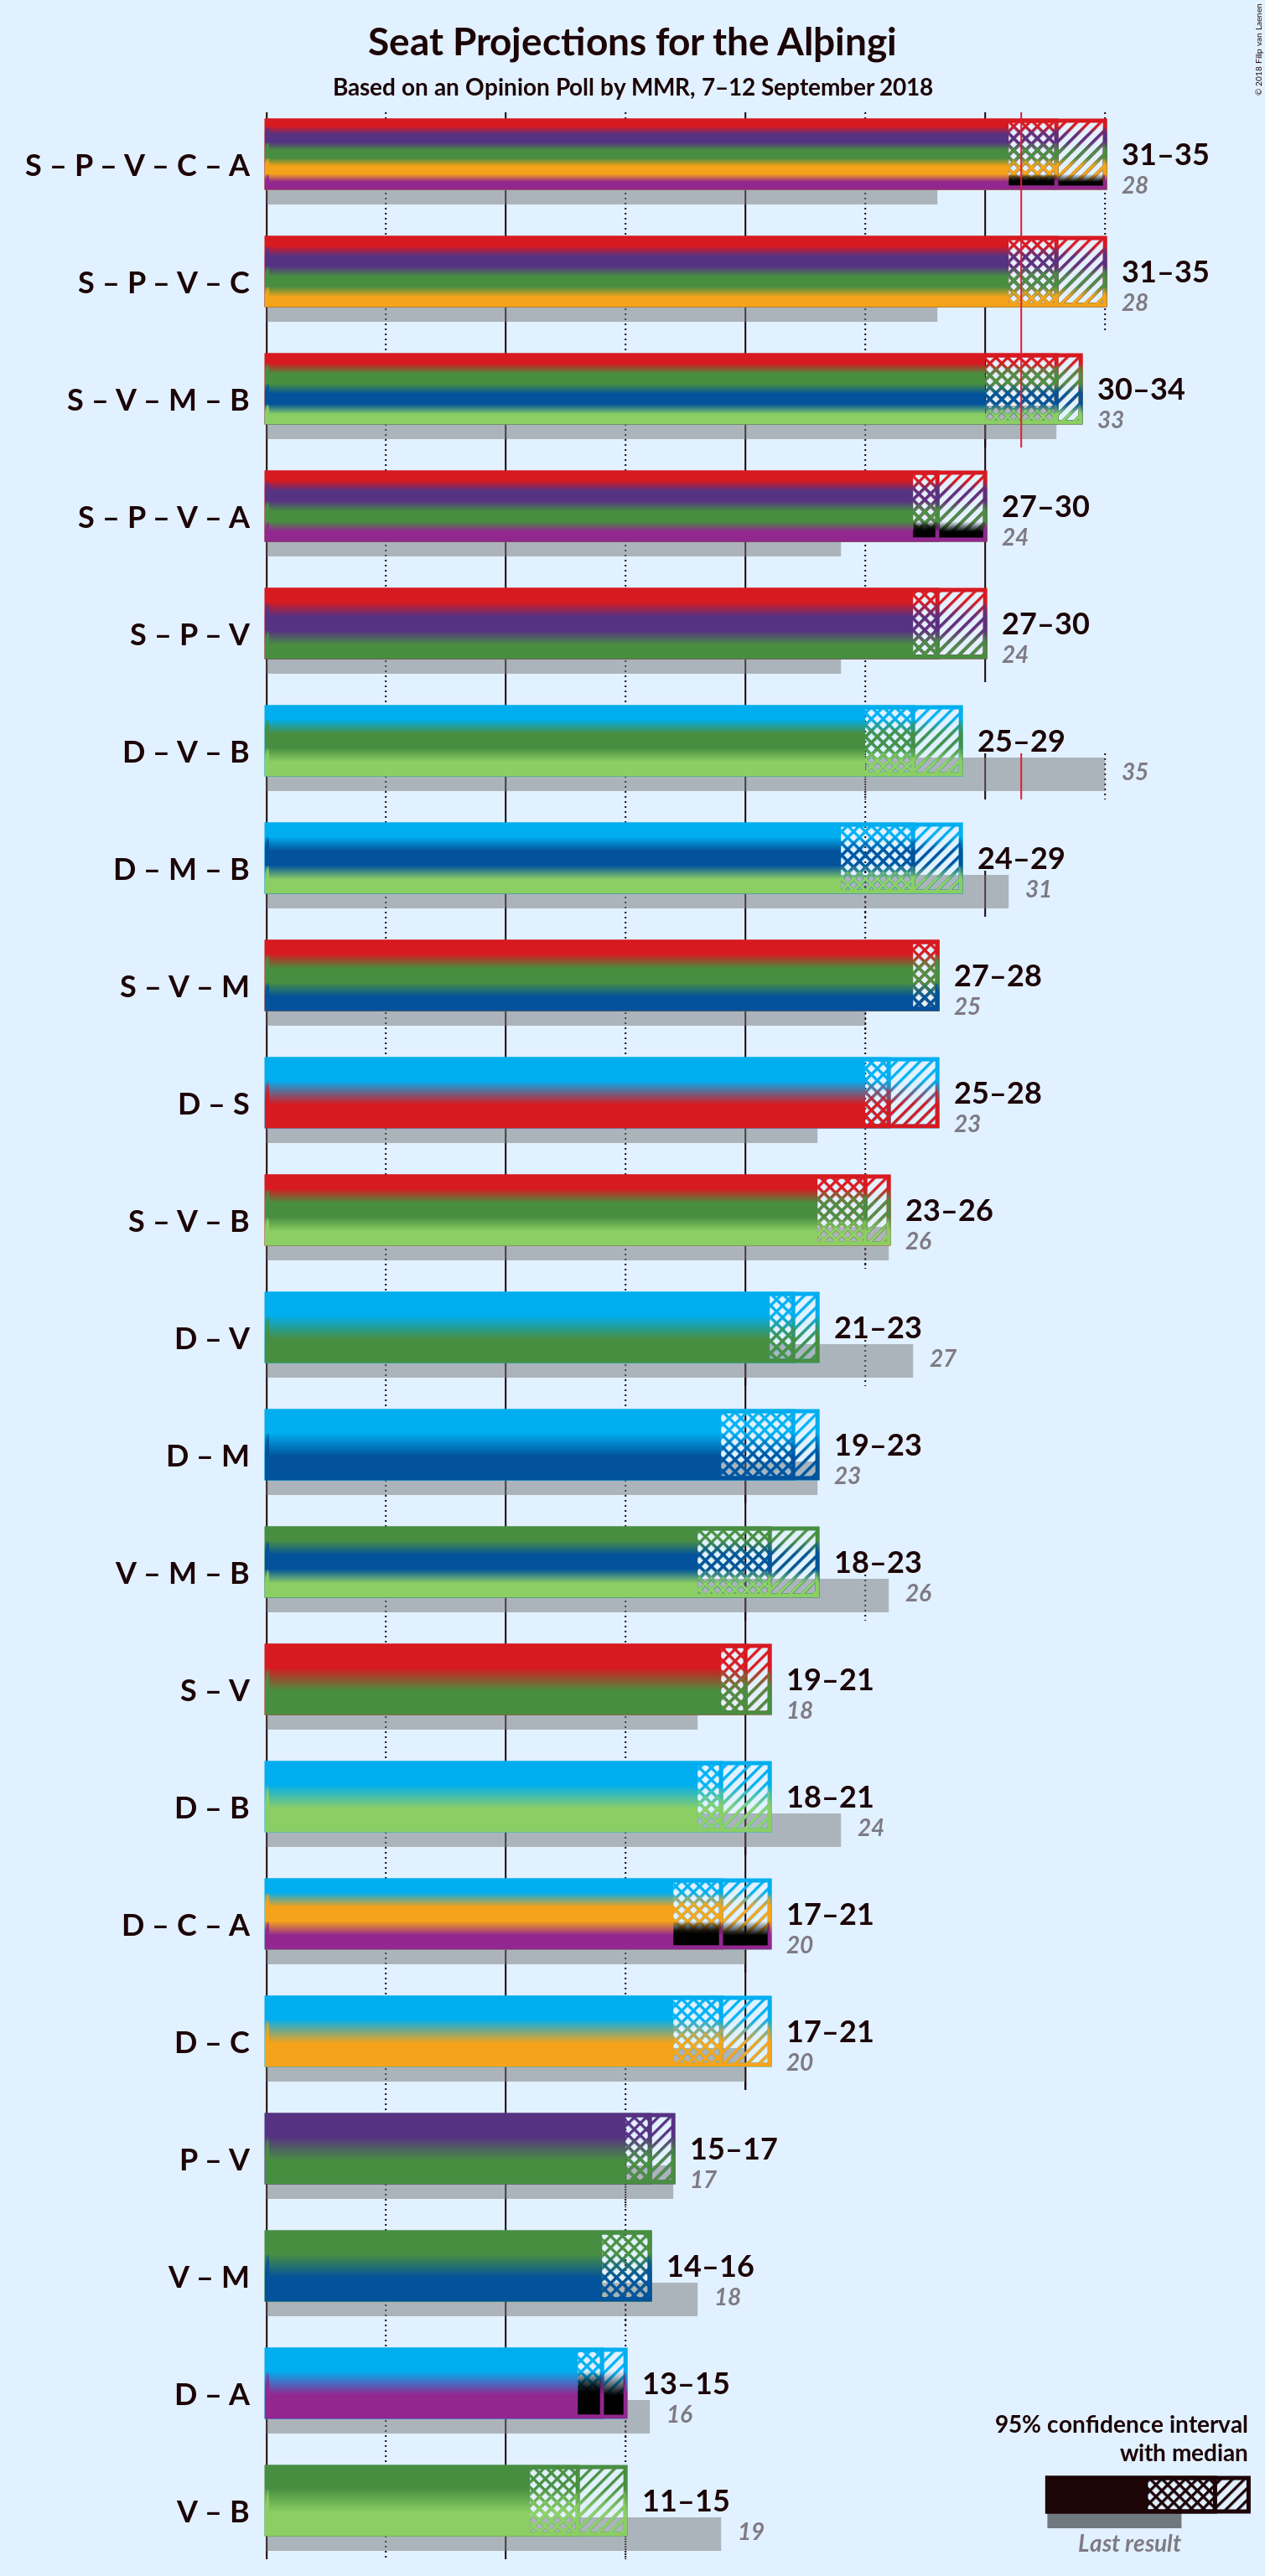 Seat Projections for the Alþingi
Based on an Opinion Poll by MMR, 7–12 September 2018
© 2018 Filip van Laenen
S – P – V – C – A
31–35
28
S – P – V – C
31–35
28
S – V – M – B
30–34
33
S – P – V – A
27–30
24
S – P – V
27–30
24
D – V – B
25–29
35
D – M – B
24–29
31
S – V – M
27–28
25
D – S
25–28
23
S – V – B
23–26
26
D – V
21–23
27
D – M
19–23
23
V – M – B
18–23
26
S – V
19–21
18
D – B
18–21
24
D – C – A
17–21
20
D – C
17–21
20
P – V
15–17
17
V – M
14–16
18
D – A
13–15
16
V – B
11–15
19
95% confidence interval
with median
Last result